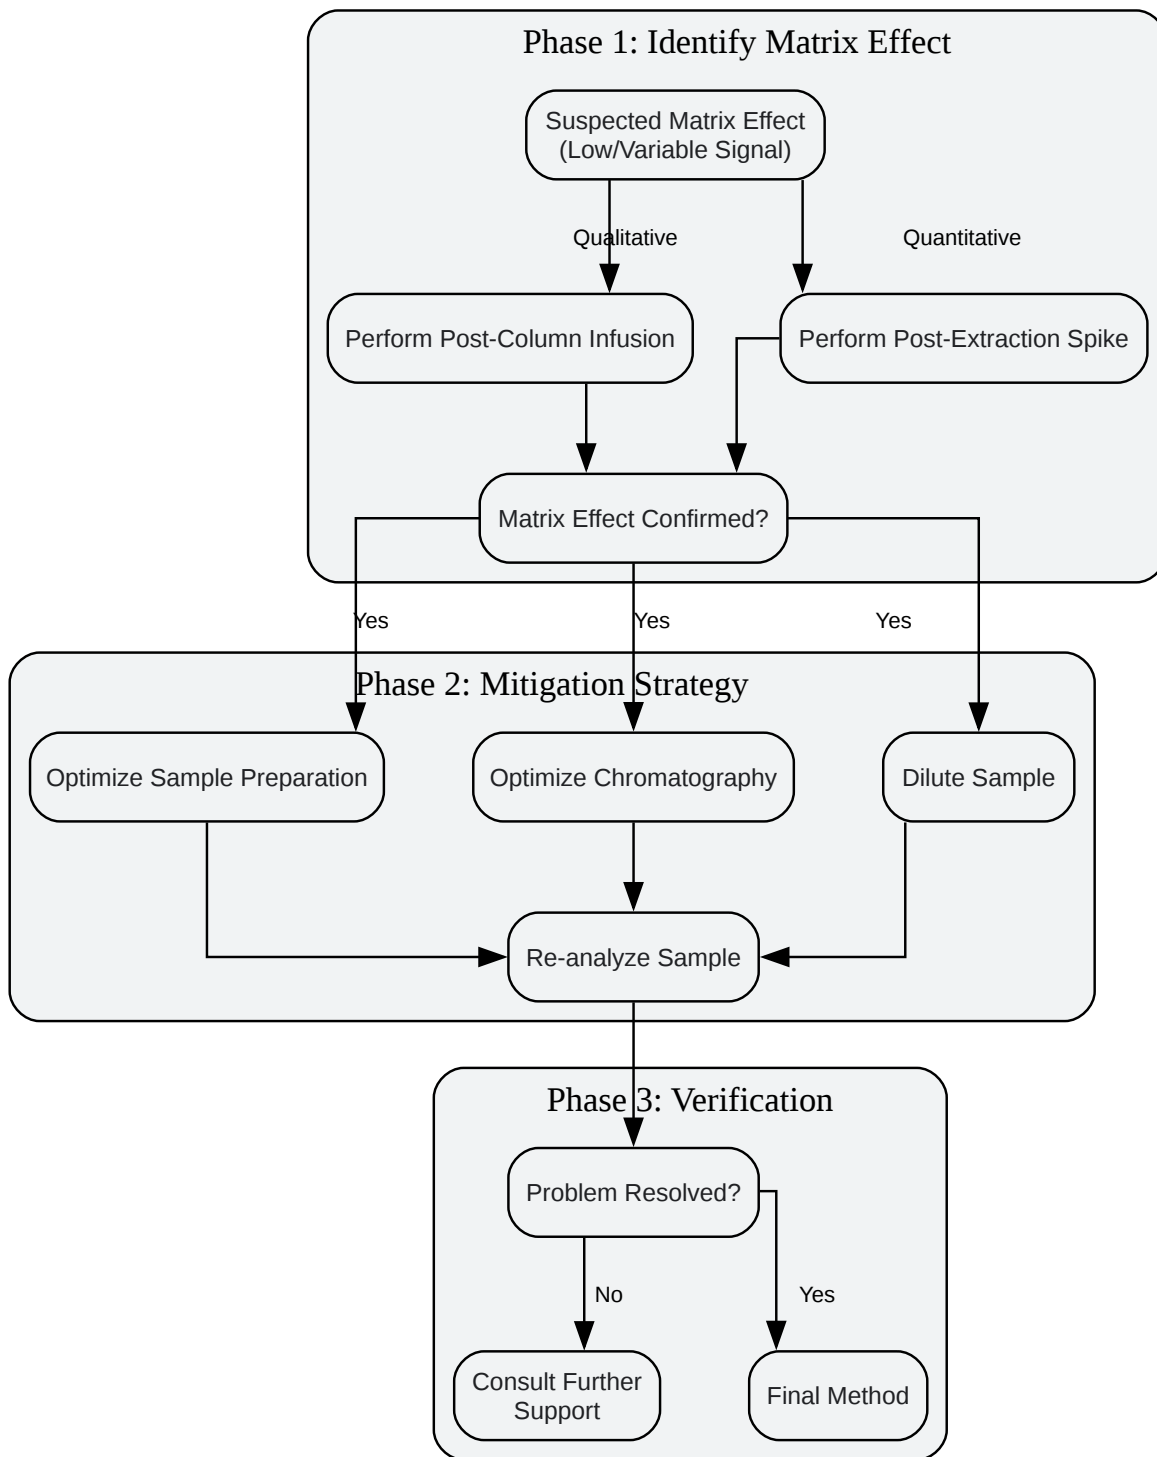 Phase 1: Identify Matrix Effect
Suspected Matrix Effect
(Low/Variable Signal)
Qualitative
Quantitative
Perform Post-Column Infusion
Perform Post-Extraction Spike
Matrix Effect Confirmed?
Yes
Yes
Yes
Phase 2: Mitigation Strategy
Optimize Sample Preparation
Optimize Chromatography
Dilute Sample
Re-analyze Sample
Phase 3: Verification
Problem Resolved?
No
Yes
Consult Further
Support
Final Method